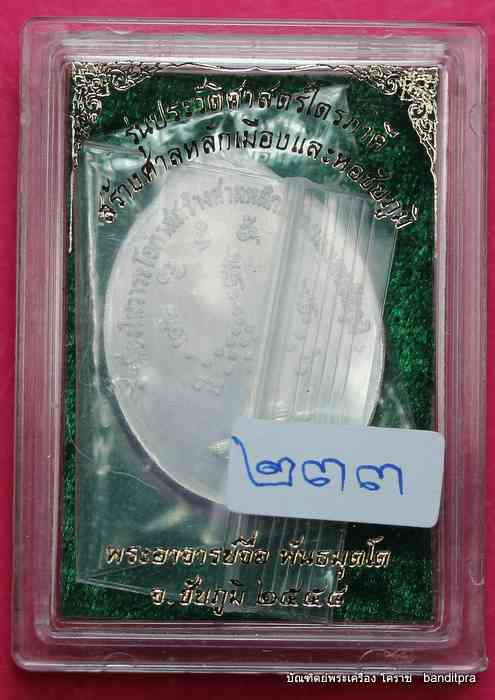 รุ่นประวัติศาสตร์ไตรภาคี
สร้างศาลหลักเมืองและหอชัยภูมิ
๒๓๓
พระอาจารย์จื่อ พันธมุตโต
จ.ชัยภูมิ ๒๕๕๔
บัณฑิตย์พระเครื่อง โคราช banditpra